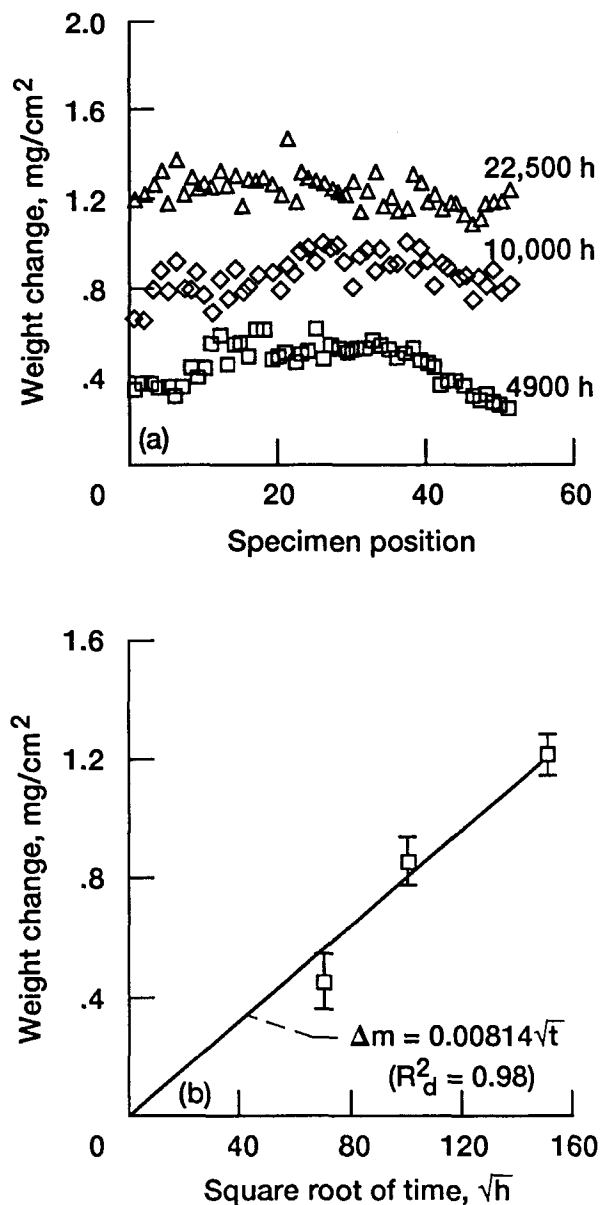 2.0
1.6
1.2
.8
.4
0
Weight change, mg/cm²
22,500 h
10,000 h
4900 h
(a)
20
40
60
Specimen position
1.6
1.2
.8
.4
0
Weight change, mg/cm²
Δm = 0.00814√t
(R²d = 0.98)
(b)
40
80
120
160
Square root of time, √h